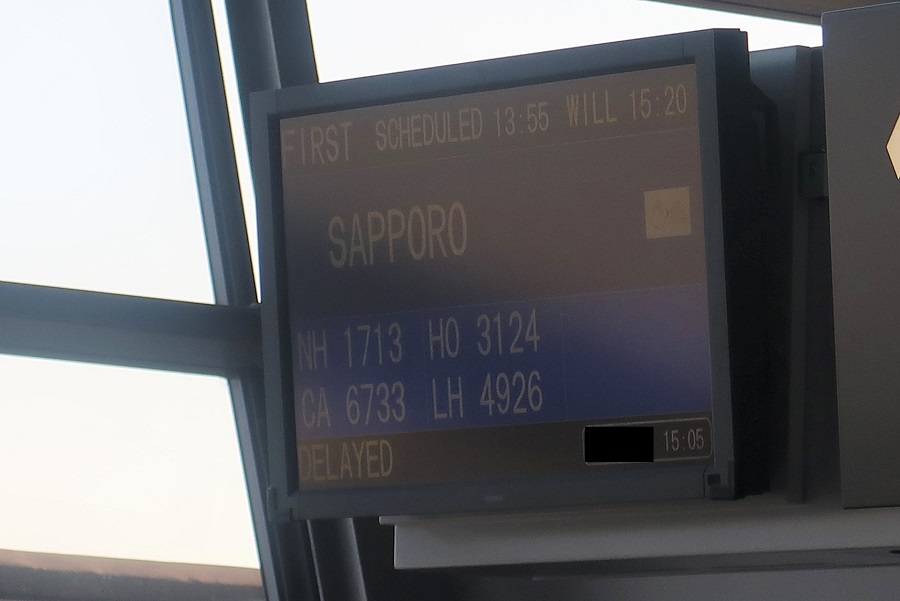 FIRST SCHEDULED 13:55 WILL 15:20
SAPPORO
NH 1713 HO 3124
CA 6733 LH 4926
DELAYED 15:05